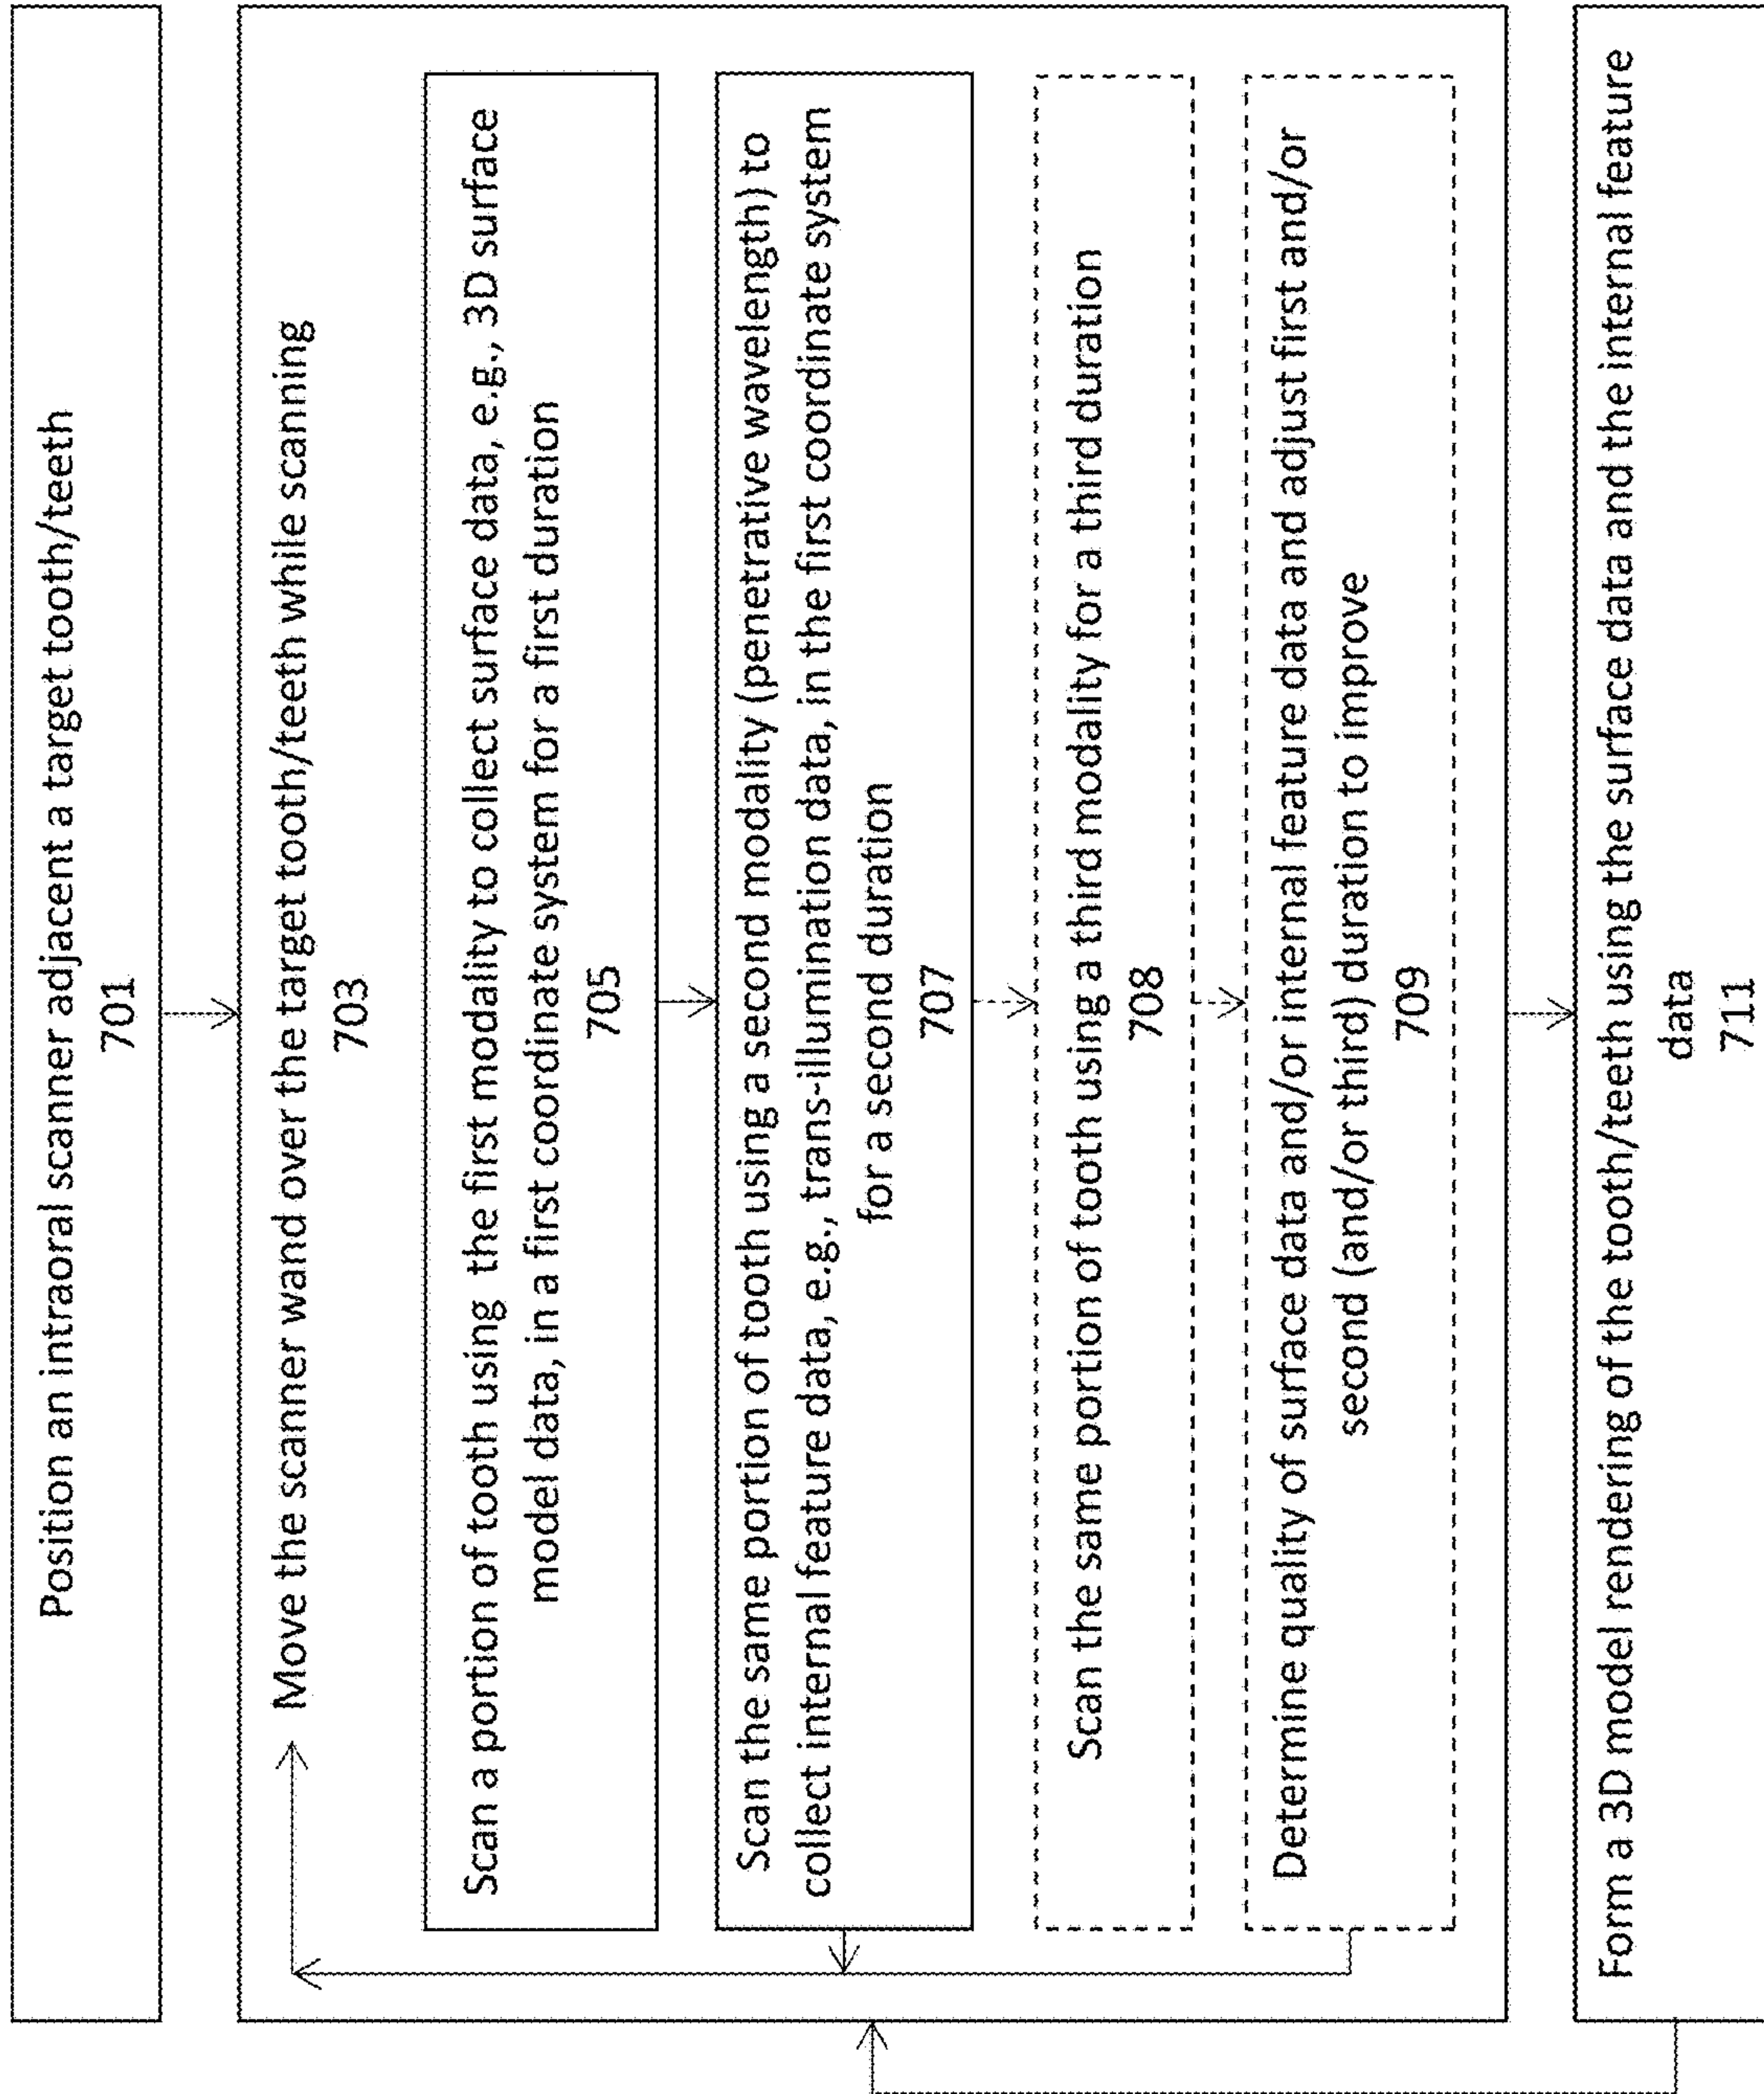 Position an intraoral scanner adjacent a target tooth/teeth
701
Move the scanner wand over the target tooth/teeth while scanning
703
Scan a portion of tooth using the first modality to collect surface data, e.g., 3D surface
model data, in a first coordinate system for a first duration
705
Scan the same portion of tooth using a second modality (penetrative wavelength) to
collect internal feature data, e.g., trans-illumination data, in the first coordinate system
for a second duration
707
Scan the same portion of tooth using a third modality for a third duration
708
Determine quality of surface data and/or internal feature data and adjust first and/or
second (and/or third) duration to improve
709
Form a 3D model rendering of the tooth/teeth using the surface data and the internal feature
data
711